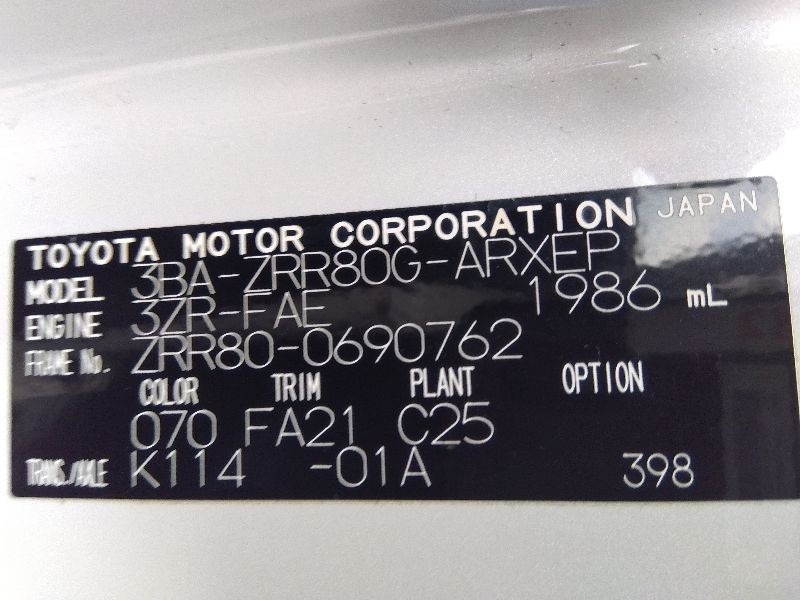 TOYOTA MOTOR CORPORATION JAPAN
MODEL 3BA-ZRR80G-ARXEP
ENGINE 3ZR-FAE 1986 mL
FRAME No. ZRR80-0690762
COLOR TRIM PLANT OPTION
070 FA21 C25
TRANS./AXLE K114 -01A 398